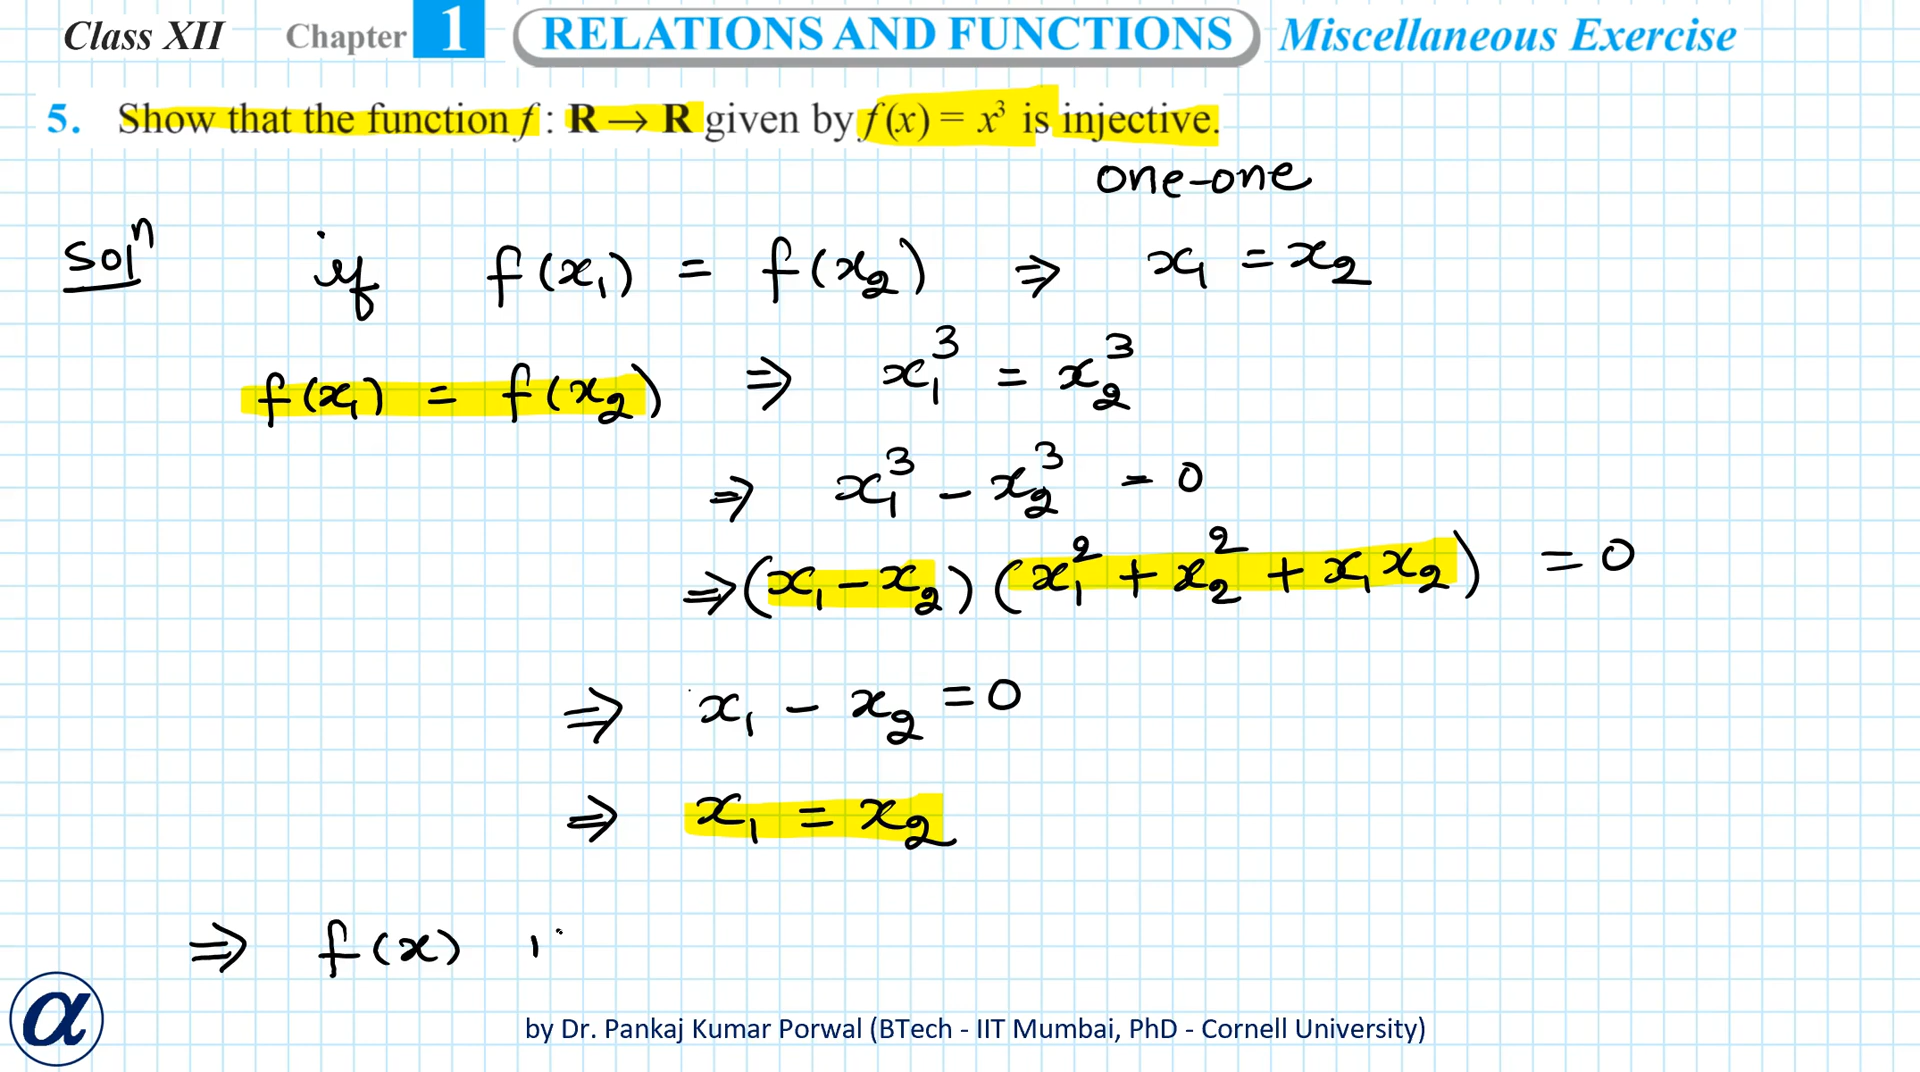 Class XII Chapter 1 RELATIONS AND FUNCTIONS Miscellaneous Exercise
5. Show that the function f : R → R given by f(x) = x³ is injective.
one-one
Solⁿ if f(x₁) = f(x₂) ⇒ x₁ = x₂
f(x₁) = f(x₂) ⇒ x₁³ = x₂³
⇒ x₁³ - x₂³ = 0
⇒ (x₁ - x₂) (x₁² + x₂² + x₁x₂) = 0
⇒ x₁ - x₂ = 0
⇒ x₁ = x₂
⇒ f(x) i
α
by Dr. Pankaj Kumar Porwal (BTech - IIT Mumbai, PhD - Cornell University)